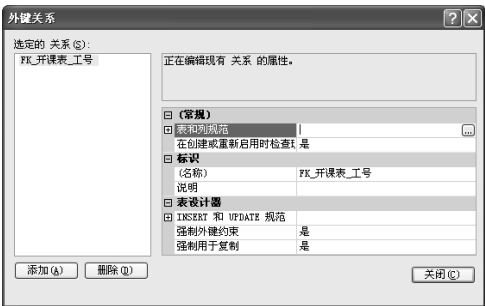 外键关系
选定的 关系(S):
FK_开课表_工号
正在编辑现有 关系 的属性。
(常规)
表和列规范
在创建或重新启用时检查 是
标识
(名称) FK_开课表_工号
说明
表设计器
INSERT 和 UPDATE 规范
强制外键约束 是
强制用于复制 是
添加(A) 删除(D) 关闭(C)